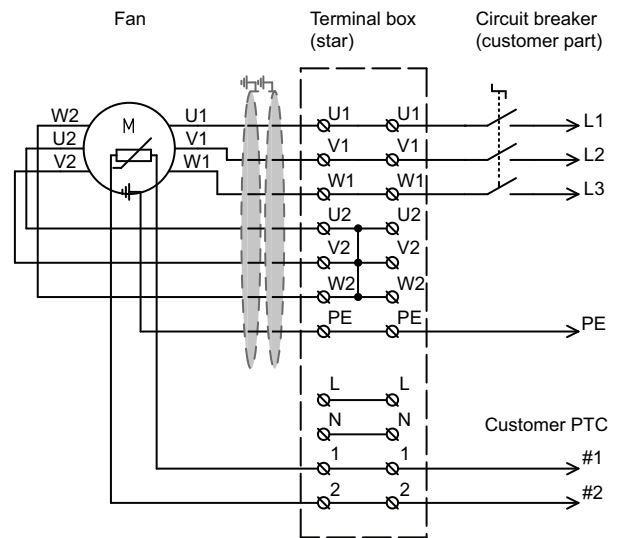 Fan Terminal box Circuit breaker
(star) (customer part)
W2 U1 U1 U1 L1
M
U2 V1 V1 V1 L2
V2 W1 W1 W1 L3
U2 U2
V2 V2
W2 W2
PE PE PE
L L
N N Customer PTC
1 1 #1
2 2 #2